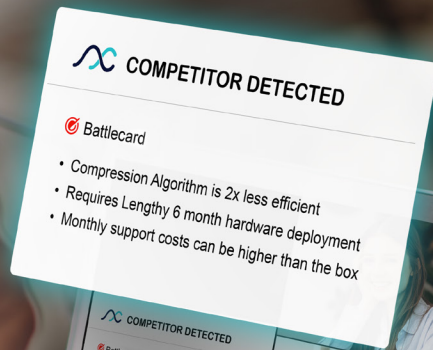 COMPETITOR DETECTED
Battlecard
• Compression Algorithm is 2x less efficient
• Requires Lengthy 6 month hardware deployment
• Monthly support costs can be higher than the box
COMPETITOR DETECTED